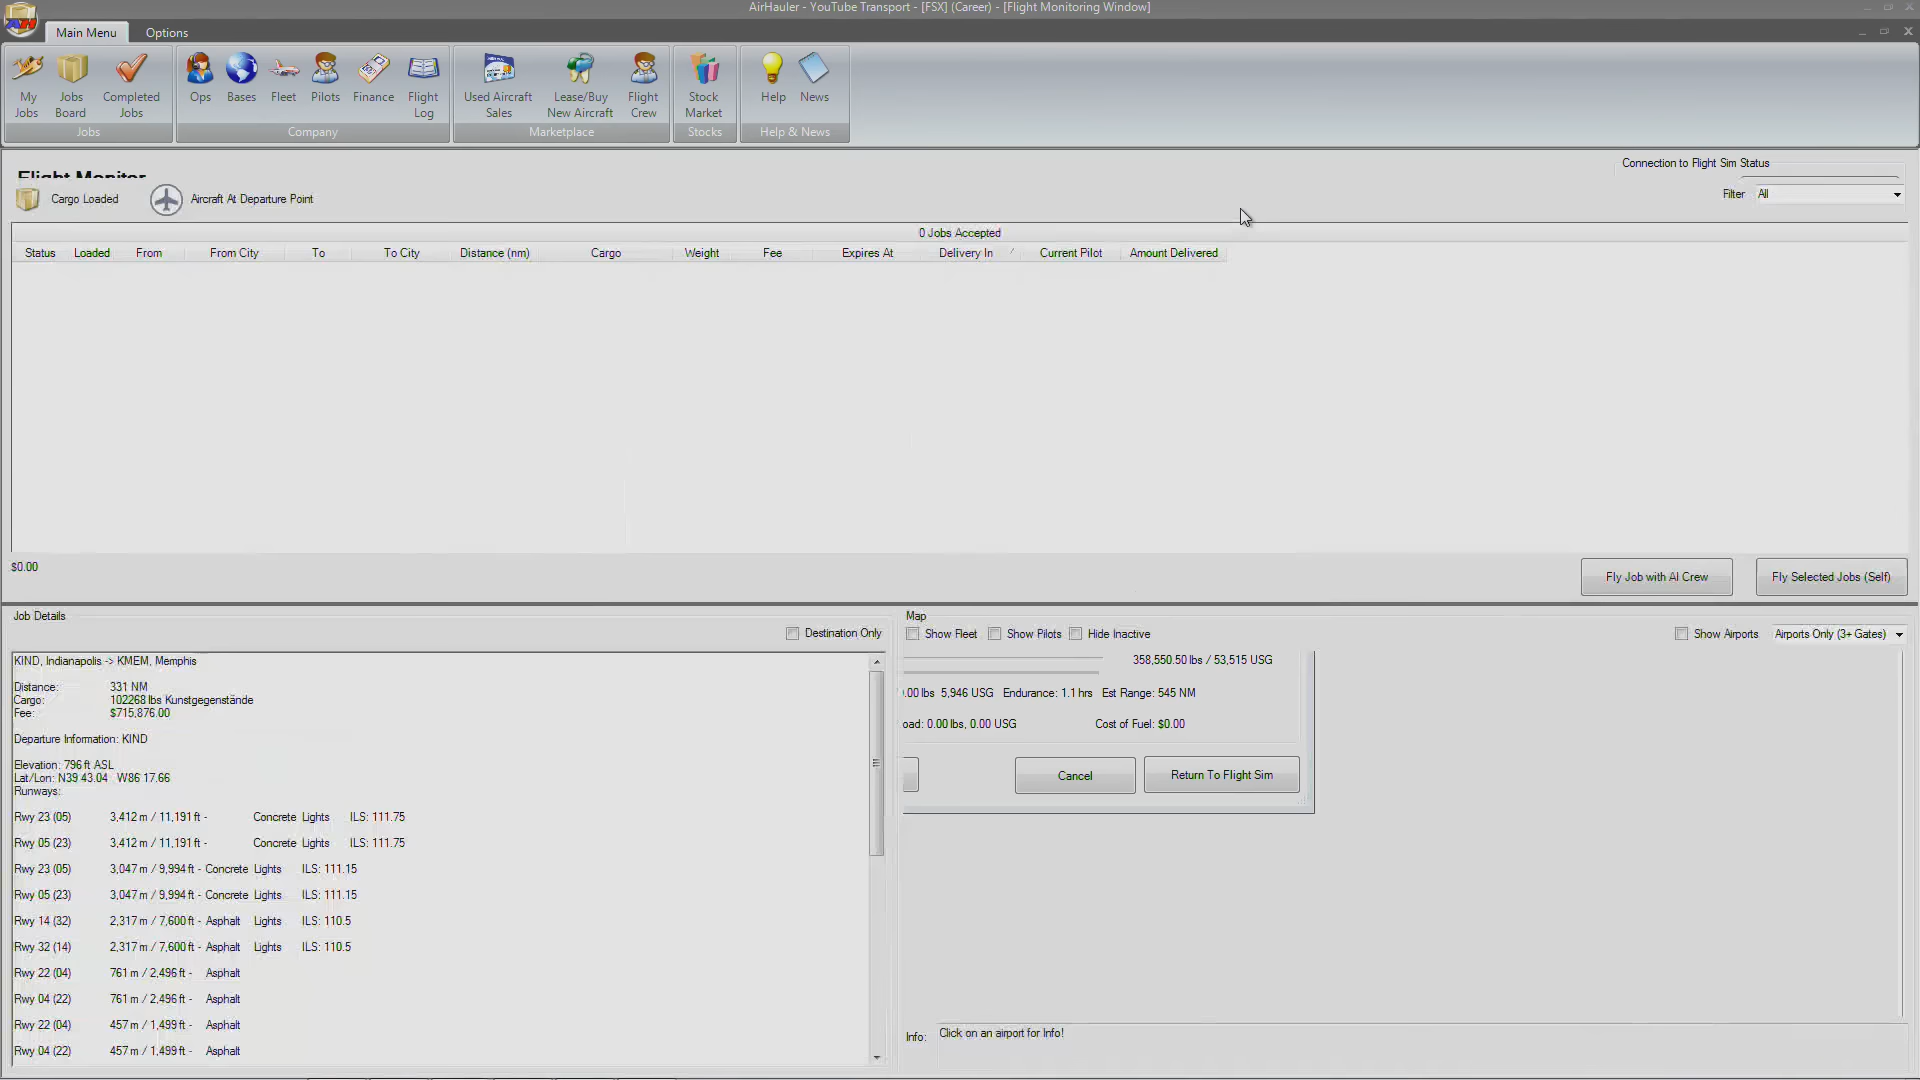 AirHauler - YouTube Transport - [FSX] (Career) - [Flight Monitoring Window]
Main Menu Options
My Jobs
Jobs Board
Completed Jobs
Jobs
Ops
Bases
Fleet
Pilots
Finance
Flight Log
Company
Used Aircraft Sales
Lease/Buy New Aircraft
Flight Crew
Marketplace
Stock Market
Stocks
Help
News
Help & News
Flight Monitor
Connection to Flight Sim Status
Cargo Loaded Aircraft At Departure Point
Filter All
0 Jobs Accepted
Status Loaded From From City To To City Distance (nm) Cargo Weight Fee Expires At Delivery In Current Pilot Amount Delivered
$0.00
Fly Job with AI Crew Fly Selected Jobs (Self)
Job Details
Destination Only
KIND, Indianapolis -> KMEM, Memphis
Distance: 331 NM
Cargo: 102268 lbs Kunstgegenstände
Fee: $715,876.00
Departure Information: KIND
Elevation: 796 ft ASL
Lat/Lon: N39 43.04 W86 17.66
Runways:
Rwy 23 (05) 3,412 m / 11,191 ft - Concrete Lights ILS: 111.75
Rwy 05 (23) 3,412 m / 11,191 ft - Concrete Lights ILS: 111.75
Rwy 23 (05) 3,047 m / 9,994 ft - Concrete Lights ILS: 111.15
Rwy 05 (23) 3,047 m / 9,994 ft - Concrete Lights ILS: 111.15
Rwy 14 (32) 2,317 m / 7,600 ft - Asphalt Lights ILS: 110.5
Rwy 32 (14) 2,317 m / 7,600 ft - Asphalt Lights ILS: 110.5
Rwy 22 (04) 761 m / 2,496 ft - Asphalt
Rwy 04 (22) 761 m / 2,496 ft - Asphalt
Rwy 22 (04) 457 m / 1,499 ft - Asphalt
Rwy 04 (22) 457 m / 1,499 ft - Asphalt
Map
Show Fleet Show Pilots Hide Inactive Show Airports Airports Only (3+ Gates)
358,550.50 lbs / 53,515 USG
.00 lbs 5,946 USG Endurance: 1.1 hrs Est Range: 545 NM
oad: 0.00 lbs, 0.00 USG Cost of Fuel: $0.00
Cancel Return To Flight Sim
Info: Click on an airport for Info!